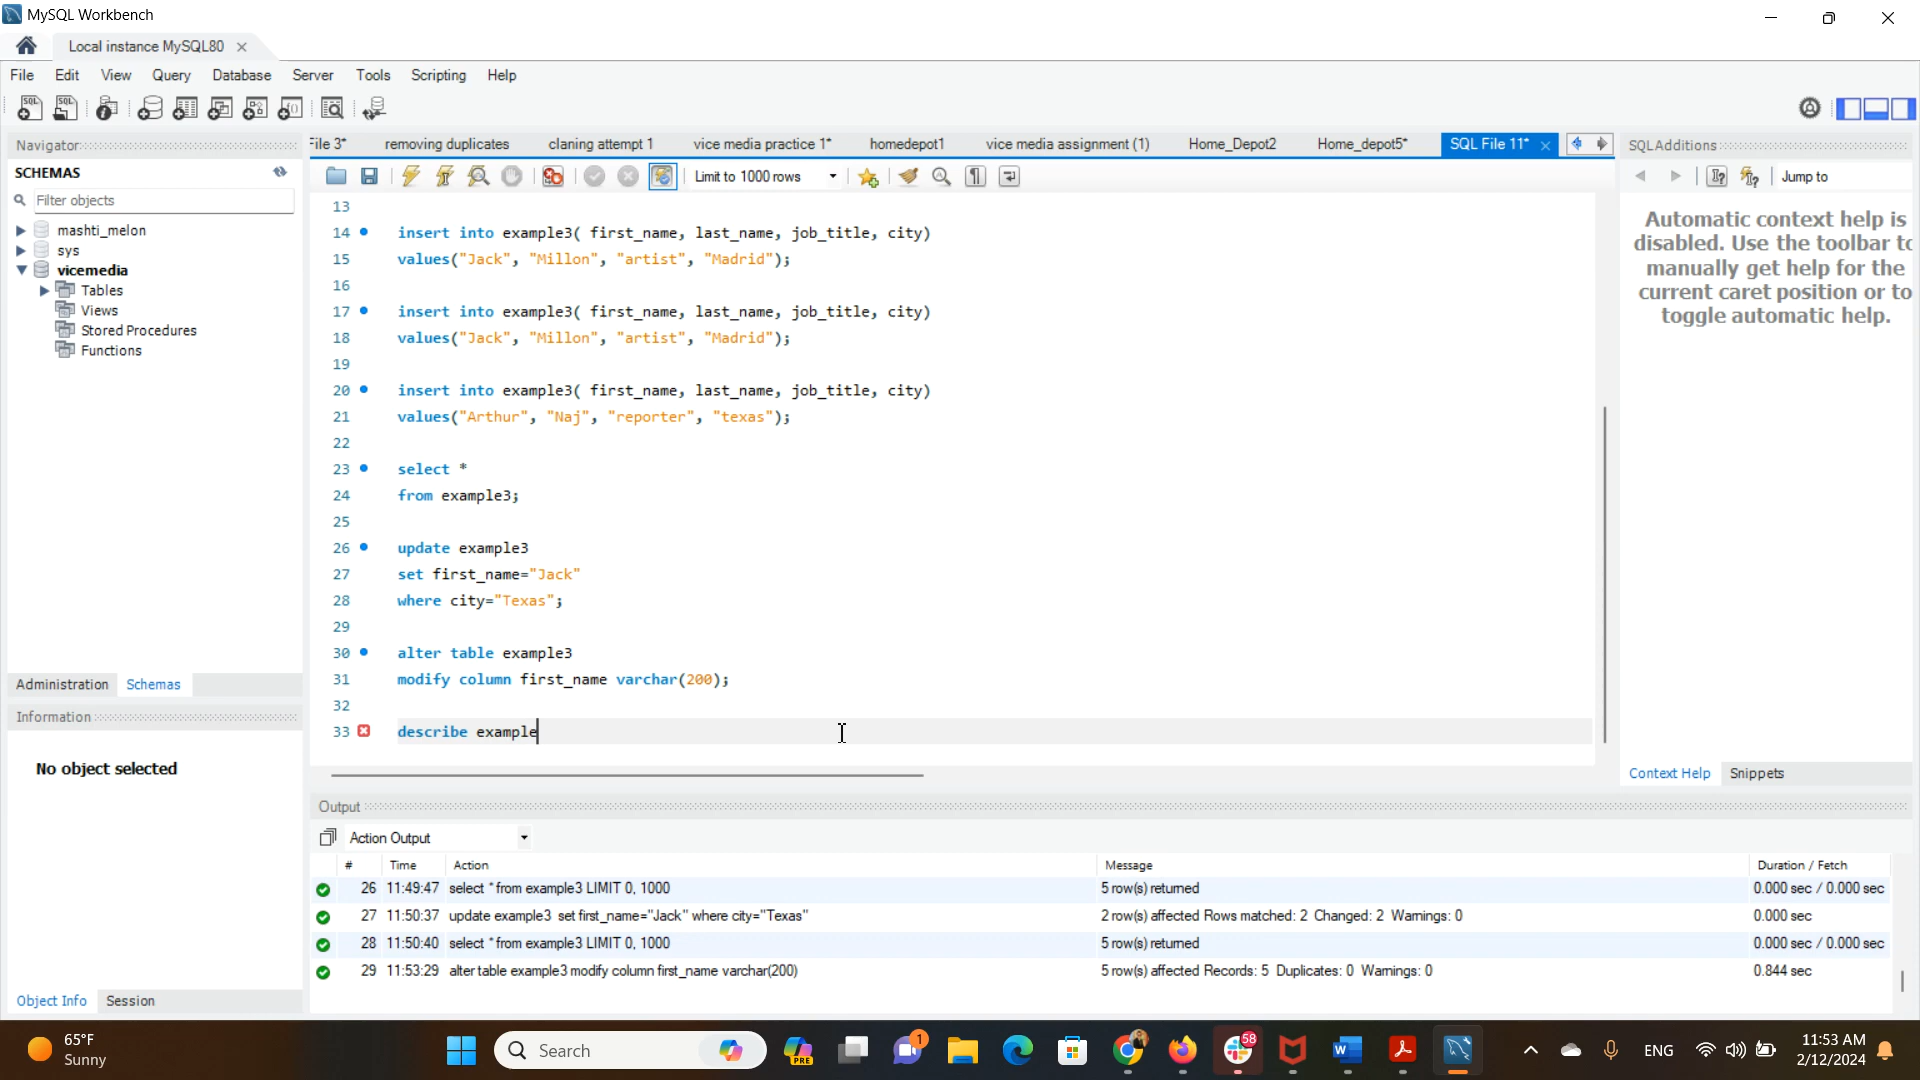 MySQL Workbench
Local instance MySQL80
File Edit View Query Database Server Tools Scripting Help
Navigator
SCHEMAS
Filter objects
mashti_melon
sys
vicemedia
Tables
Views
Stored Procedures
Functions
Administration Schemas
Information
No object selected
Object Info Session
File 3* removing duplicates claning attempt 1 vice media practice 1* homedepot1 vice media assignment (1) Home_Depot2 Home_depot5* SQL File 11*
Limit to 1000 rows
13
14 insert into example3( first_name, last_name, job_title, city)
15 values("Jack", "Millon", "artist", "Madrid");
16
17 insert into example3( first_name, last_name, job_title, city)
18 values("Jack", "Millon", "artist", "Madrid");
19
20 insert into example3( first_name, last_name, job_title, city)
21 values("Arthur", "Naj", "reporter", "texas");
22
23 select *
24 from example3;
25
26 update example3
27 set first_name="Jack"
28 where city="Texas";
29
30 alter table example3
31 modify column first_name varchar(200);
32
33 describe example
SQLAdditions
Jump to
Automatic context help is
disabled. Use the toolbar to
manually get help for the
current caret position or to
toggle automatic help.
Context Help Snippets
Output
Action Output
# Time Action Message Duration / Fetch
26 11:49:47 select * from example3 LIMIT 0, 1000 5 row(s) returned 0.000 sec / 0.000 sec
27 11:50:37 update example3 set first_name="Jack" where city="Texas" 2 row(s) affected Rows matched: 2 Changed: 2 Warnings: 0 0.000 sec
28 11:50:40 select * from example3 LIMIT 0, 1000 5 row(s) returned 0.000 sec / 0.000 sec
29 11:53:29 alter table example3 modify column first_name varchar(200) 5 row(s) affected Records: 5 Duplicates: 0 Warnings: 0 0.844 sec
65°F
Sunny
Search
PRE
1
58
ENG
11:53 AM
2/12/2024